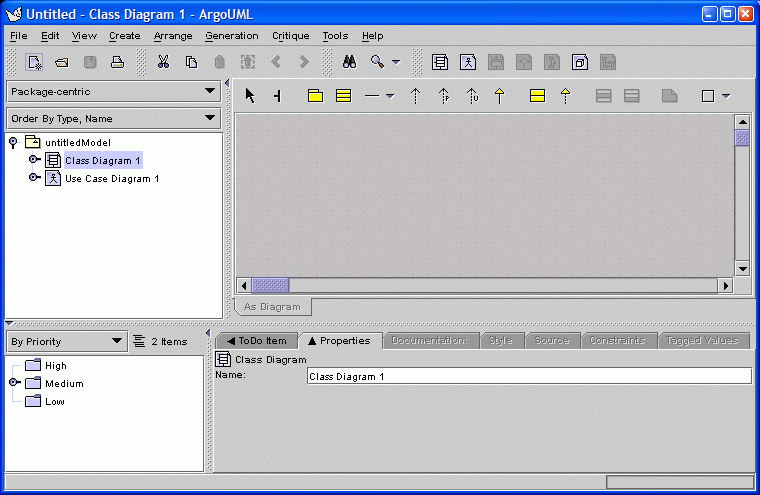 Untitled - Class Diagram 1 - ArgoUML
File Edit View Create Arrange Generation Critique Tools Help
Package-centric
Order By Type, Name
untitledModel
Class Diagram 1
Use Case Diagram 1
P U
As Diagram
By Priority 2 Items
High
Medium
Low
ToDo Item Properties Documentation: Style Source Constraints Tagged Values
Class Diagram
Name: Class Diagram 1